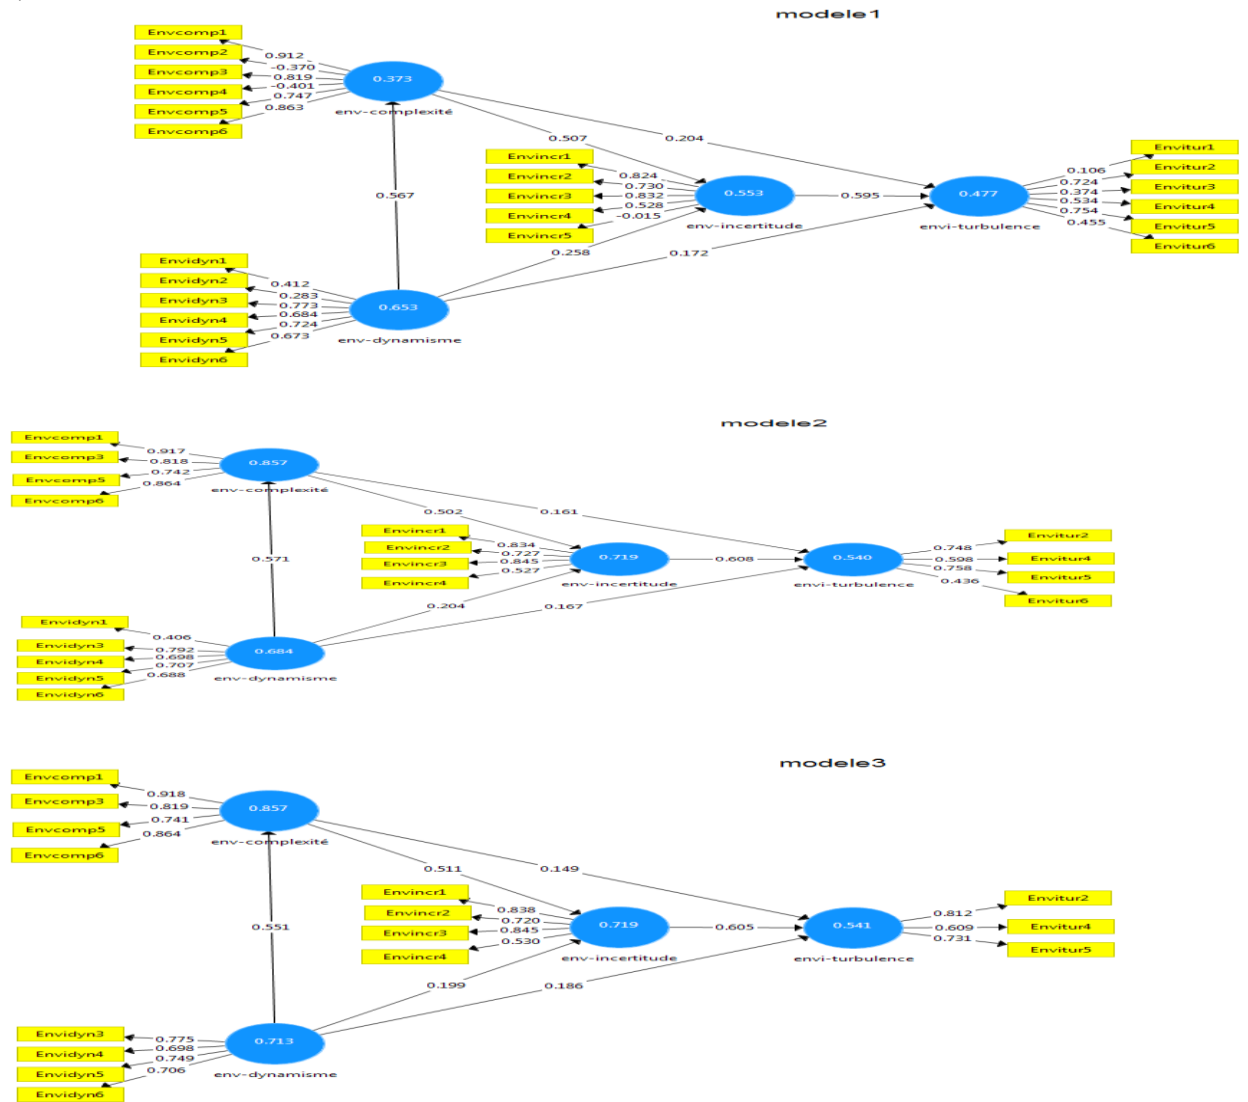 modele1
Envcomp1
Envcomp2
Envcomp3
Envcomp4
Envcomp5
Envcomp6
0.912
-0.370
0.819
-0.401
0.747
0.863
0.373
env-complexité
0.507
0.204
0.567
Envincr1
Envincr2
Envincr3
Envincr4
Envincr5
0.824
0.730
0.832
0.528
-0.015
0.553
env-incertitude
0.595
0.477
envi-turbulence
0.106
0.724
0.374
0.534
0.754
0.455
Envitur1
Envitur2
Envitur3
Envitur4
Envitur5
Envitur6
0.258
0.172
Envidyn1
Envidyn2
Envidyn3
Envidyn4
Envidyn5
Envidyn6
0.412
0.283
0.773
0.684
0.724
0.673
0.653
env-dynamisme
modele2
Envcomp1
Envcomp3
Envcomp5
Envcomp6
0.917
0.818
0.742
0.864
0.857
env-complexité
0.502
0.161
0.571
Envincr1
Envincr2
Envincr3
Envincr4
0.834
0.727
0.845
0.527
0.719
env-incertitude
0.608
0.540
envi-turbulence
0.748
0.598
0.758
0.436
Envitur2
Envitur4
Envitur5
Envitur6
0.204
0.167
Envidyn1
Envidyn3
Envidyn4
Envidyn5
Envidyn6
0.406
0.792
0.698
0.707
0.688
0.684
env-dynamisme
modele3
Envcomp1
Envcomp3
Envcomp5
Envcomp6
0.918
0.819
0.741
0.864
0.857
env-complexité
0.511
0.149
0.551
Envincr1
Envincr2
Envincr3
Envincr4
0.838
0.720
0.845
0.530
0.719
env-incertitude
0.605
0.541
envi-turbulence
0.812
0.609
0.731
Envitur2
Envitur4
Envitur5
0.199
0.186
Envidyn3
Envidyn4
Envidyn5
Envidyn6
0.775
0.698
0.749
0.706
0.713
env-dynamisme